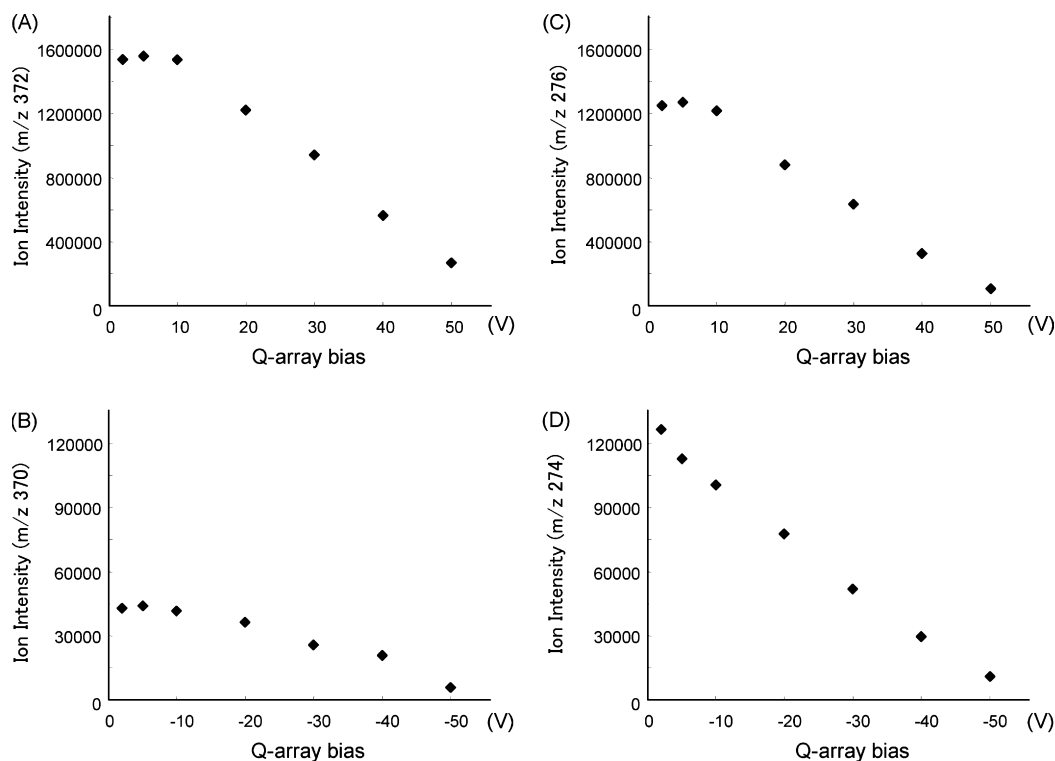 (A)
Ion Intensity (m/z 372)
1600000
1200000
800000
400000
0
0 10 20 30 40 50 (V)
Q-array bias
(C)
Ion Intensity (m/z 276)
1600000
1200000
800000
400000
0
0 10 20 30 40 50 (V)
Q-array bias
(B)
Ion Intensity (m/z 370)
120000
90000
60000
30000
0
0 -10 -20 -30 -40 -50 (V)
Q-array bias
(D)
Ion Intensity (m/z 274)
120000
90000
60000
30000
0
0 -10 -20 -30 -40 -50 (V)
Q-array bias